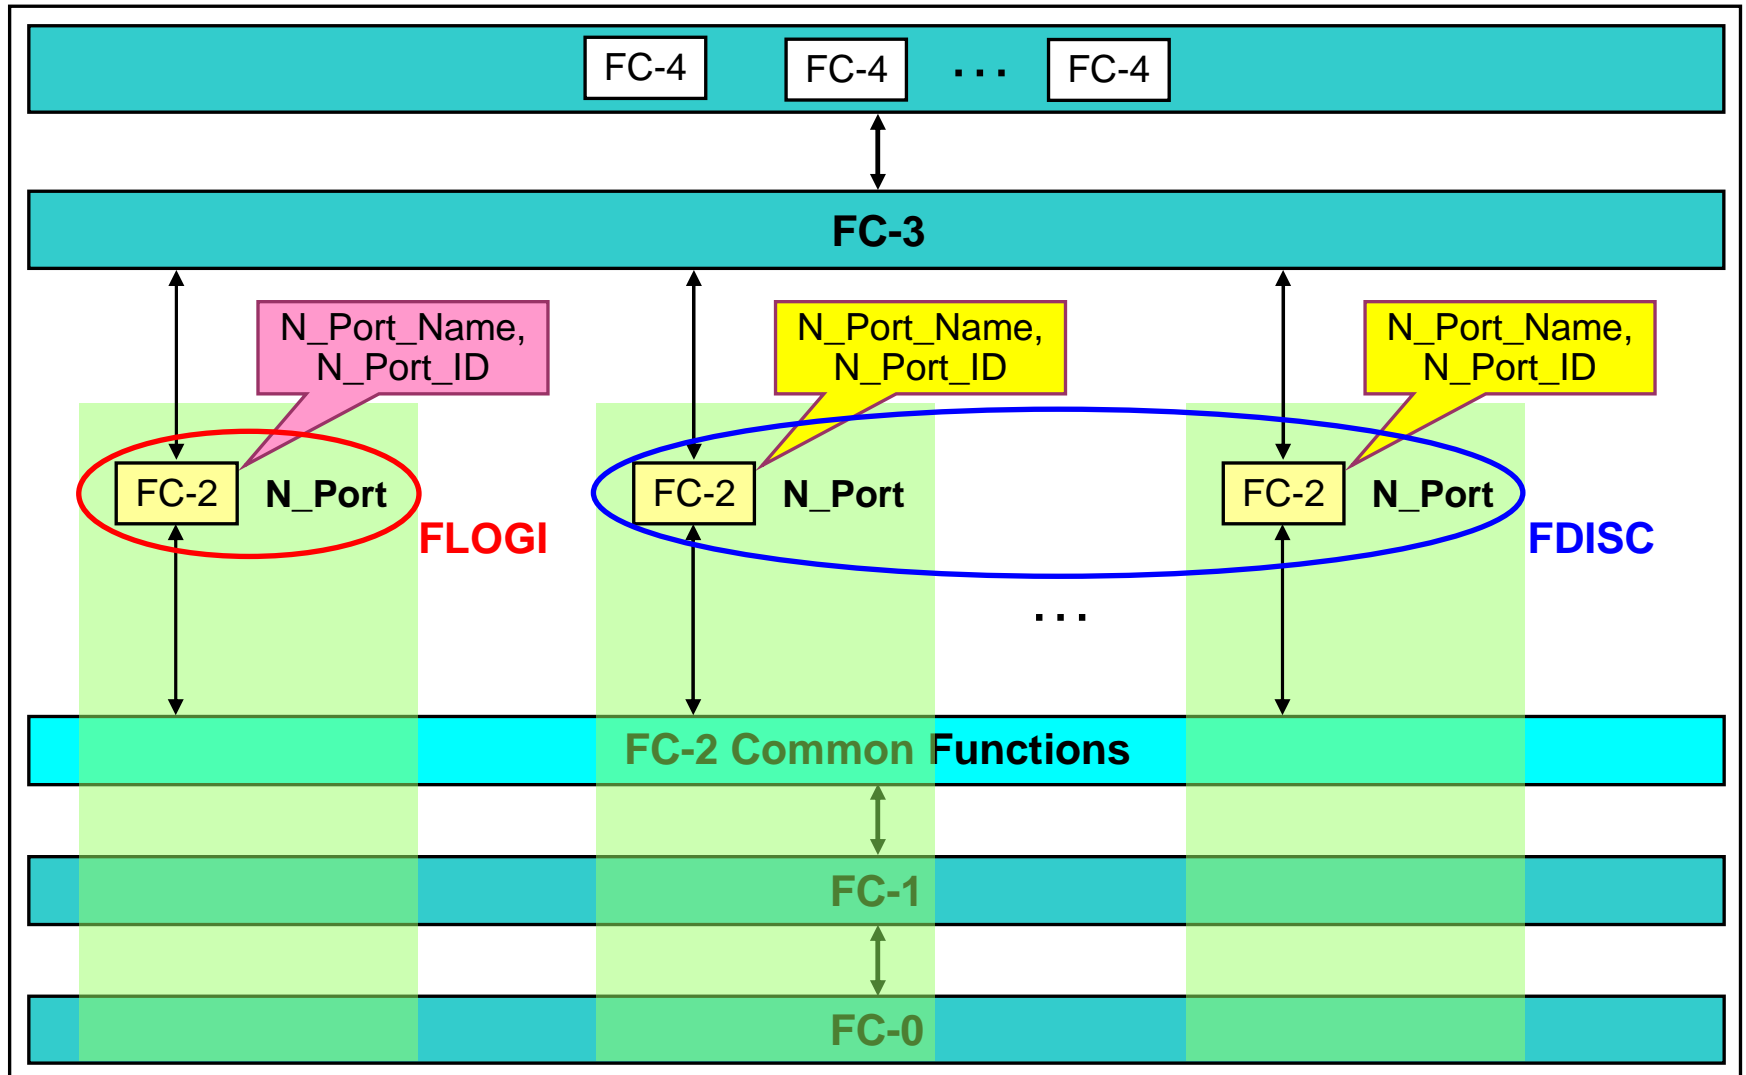 FC-4 FC-4 ... FC-4
FC-3
N_Port_Name,
N_Port_ID
N_Port_Name,
N_Port_ID
N_Port_Name,
N_Port_ID
FC-2 N_Port
FC-2 N_Port
FC-2 N_Port
FLOGI
FDISC
...
FC-2 Common Functions
FC-1
FC-0